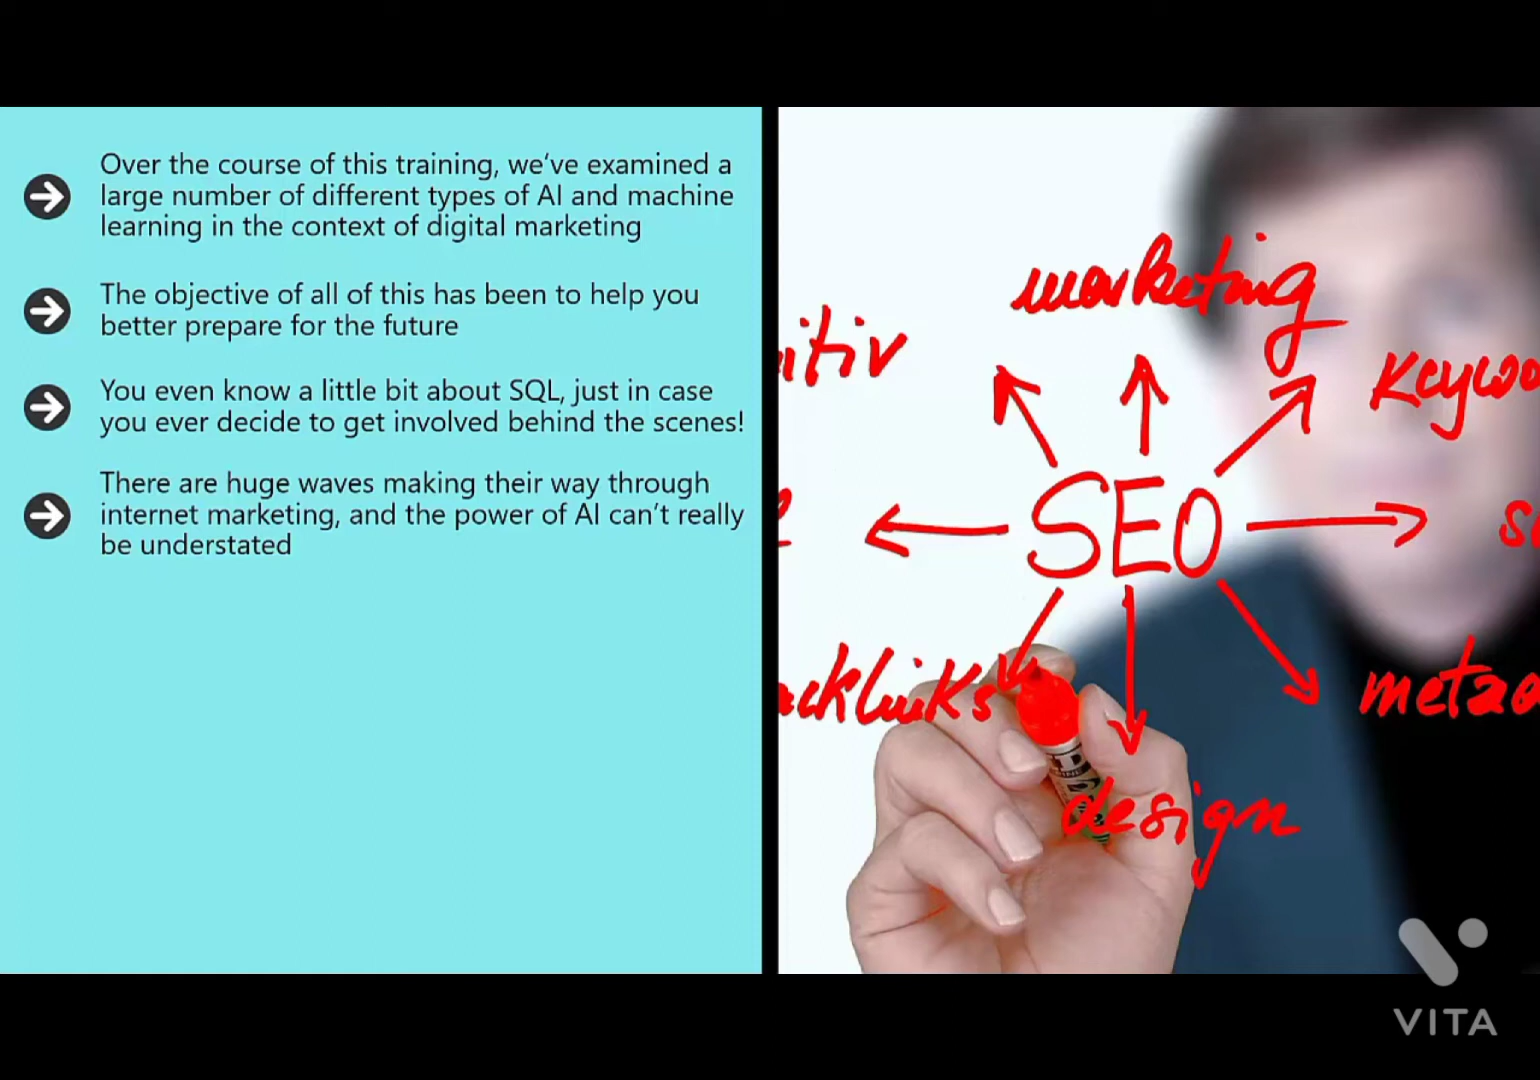 Over the course of this training, we've examined a
large number of different types of AI and machine
learning in the context of digital marketing
The objective of all of this has been to help you
better prepare for the future
You even know a little bit about SQL, just in case
you ever decide to get involved behind the scenes!
There are huge waves making their way through
internet marketing, and the power of AI can't really
be understated
marketing
itiv
keywo
SEO
acklinks
metad
design
VITA